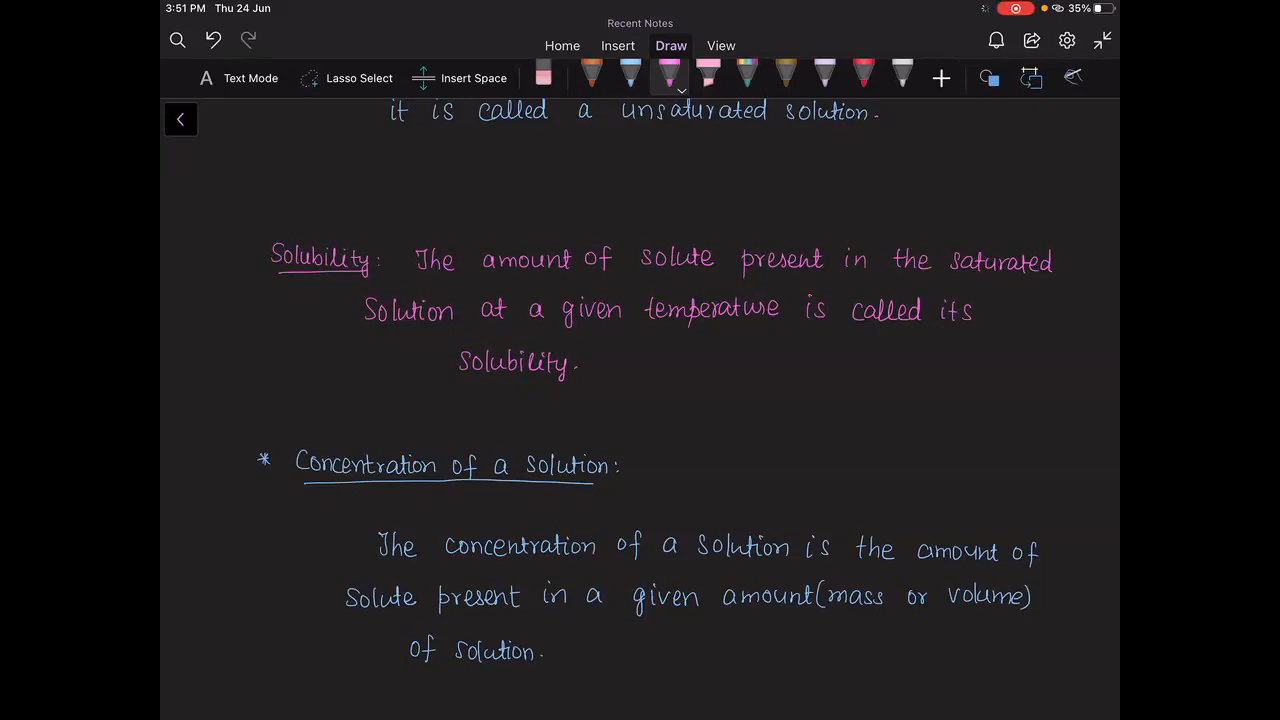 3:51 PM Thu 24 Jun
35%
Recent Notes
Home Insert Draw View
Text Mode Lasso Select Insert Space
it is called a unsaturated solution.
Solubility: The amount of solute present in the saturated
Solution at a given temperature is called its
solubility.
* Concentration of a solution:
The concentration of a solution is the amount of
solute present in a given amount (mass or volume)
of solution.